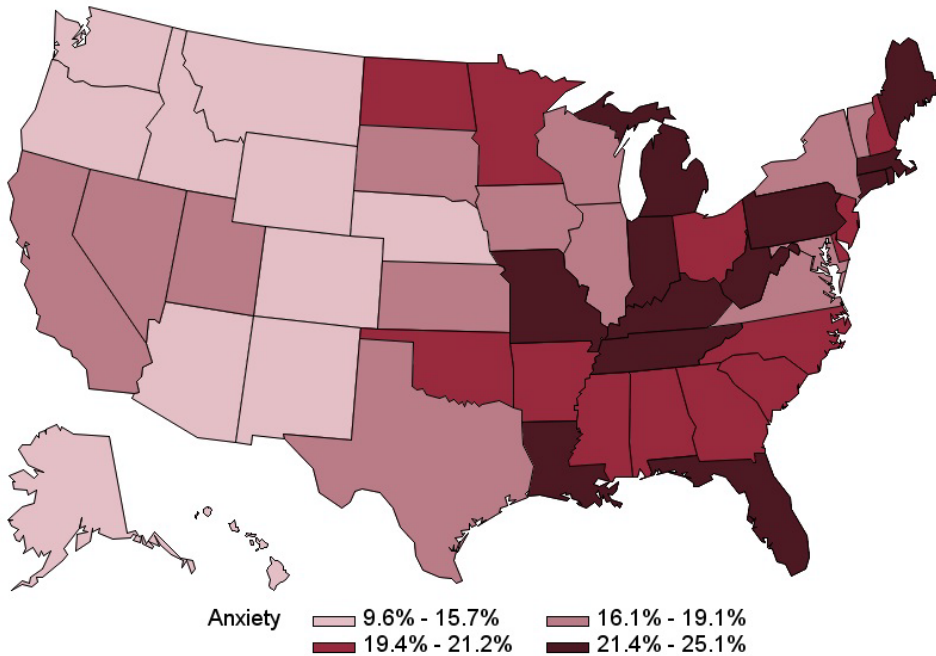 Anxiety 9.6% - 15.7% 16.1% - 19.1%
19.4% - 21.2% 21.4% - 25.1%